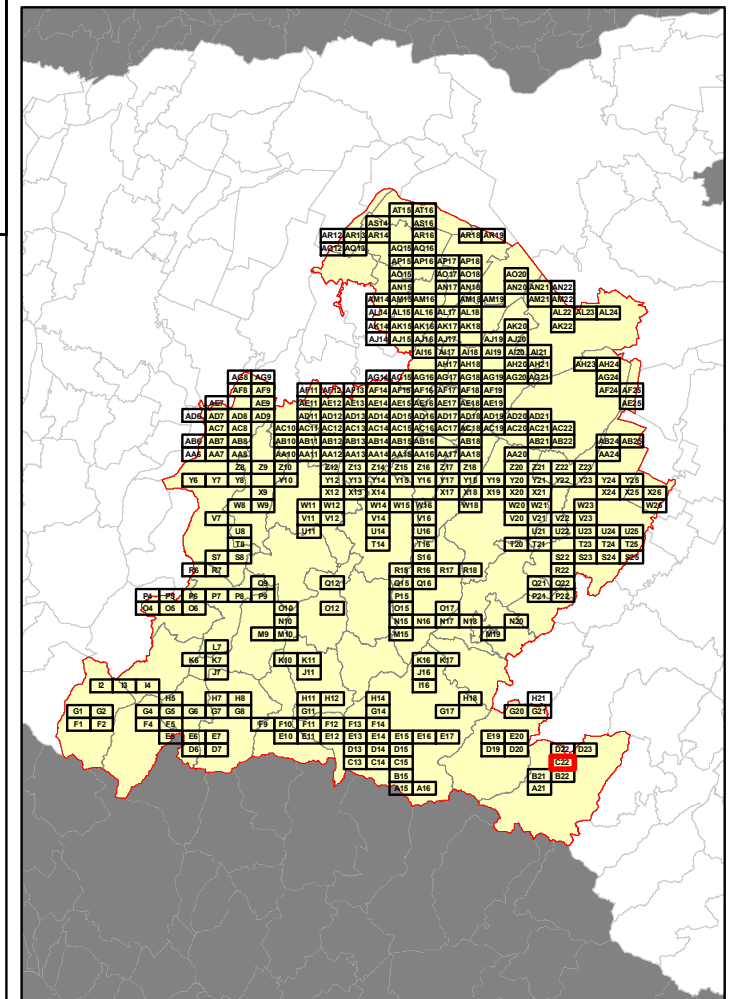 AT15 AT16
AS14 AS16
AR12 AR13 AR14 AR16 AR18 AR19
AQ12 AQ13 AQ15 AQ16
AP15 AP16 AP17 AP18
AO15 AO17 AO18 AO20
AN15 AN17 AN18 AN20 AN21 AN22
AM14 AM15 AM16 AM18 AM19 AM21 AM22
AL14 AL15 AL16 AL17 AL18 AL22 AL23 AL24
AK14 AK15 AK16 AK17 AK18 AK20 AK22
AJ14 AJ15 AJ16 AJ17 AJ19 AJ20
AI16 AI17 AI18 AI19 AI20 AI21
AH17 AH18 AH20 AH21 AH23 AH24
AG8 AG9 AG14 AG15 AG16 AG17 AG18 AG19 AG20 AG21 AG24
AF8 AF9 AF11 AF12 AF13 AF14 AF15 AF16 AF17 AF18 AF19 AF24 AF25
AE7 AE9 AE11 AE12 AE13 AE14 AE15 AE16 AE17 AE18 AE19 AE25
AD6 AD7 AD8 AD9 AD11 AD12 AD13 AD14 AD15 AD16 AD17 AD18 AD19 AD20 AD21
AC7 AC8 AC10 AC11 AC12 AC13 AC14 AC15 AC16 AC17 AC18 AC19 AC20 AC21 AC22
AB6 AB7 AB8 AB10 AB11 AB12 AB13 AB14 AB15 AB16 AB18 AB21 AB22 AB24 AB25
AA6 AA7 AA8 AA10 AA11 AA12 AA13 AA14 AA15 AA16 AA17 AA18 AA20 AA24
Z8 Z9 Z10 Z12 Z13 Z14 Z15 Z16 Z17 Z18 Z20 Z21 Z22 Z23
Y6 Y7 Y8 Y10 Y12 Y13 Y14 Y15 Y16 Y17 Y18 Y19 Y20 Y21 Y22 Y23 Y24 Y25
X9 X12 X13 X14 X17 X18 X19 X20 X21 X24 X25 X26
W8 W9 W11 W12 W14 W15 W16 W18 W20 W21 W23 W26
V7 V11 V12 V14 V16 V20 V21 V22 V23
U8 U11 U14 U16 U21 U22 U23 U24 U25
T8 T14 T16 T20 T21 T23 T24 T25
S7 S8 S16 S22 S23 S24 S25
R6 R7 R15 R16 R17 R18 R22
Q9 Q12 Q15 Q16 Q21 Q22
P4 P5 P6 P7 P8 P9 P15 P21 P22
O4 O5 O6 O10 O12 O15 O17
N10 N15 N16 N17 N18 N20
M9 M10 M15 M19
L7
K6 K7 K10 K11 K16 K17
J7 J11 J16
I2 I3 I4 I16
H5 H7 H8 H11 H12 H14 H18 H21
G1 G2 G4 G5 G6 G7 G8 G11 G14 G17 G20 G21
F1 F2 F4 F5 F9 F10 F11 F12 F13 F14
E5 E6 E7 E10 E11 E12 E13 E14 E15 E16 E17 E19 E20
D6 D7 D13 D14 D15 D19 D20 D22 D23
C13 C14 C15 C22
B15 B21 B22
A15 A16 A21